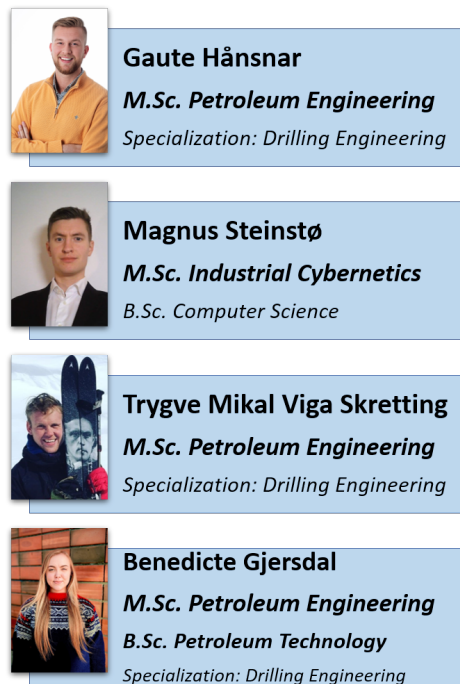 Gaute Hånsnar
M.Sc. Petroleum Engineering
Specialization: Drilling Engineering
Magnus Steinstø
M.Sc. Industrial Cybernetics
B.Sc. Computer Science
Trygve Mikal Viga Skretting
M.Sc. Petroleum Engineering
Specialization: Drilling Engineering
Benedicte Gjersdal
M.Sc. Petroleum Engineering
B.Sc. Petroleum Technology
Specialization: Drilling Engineering